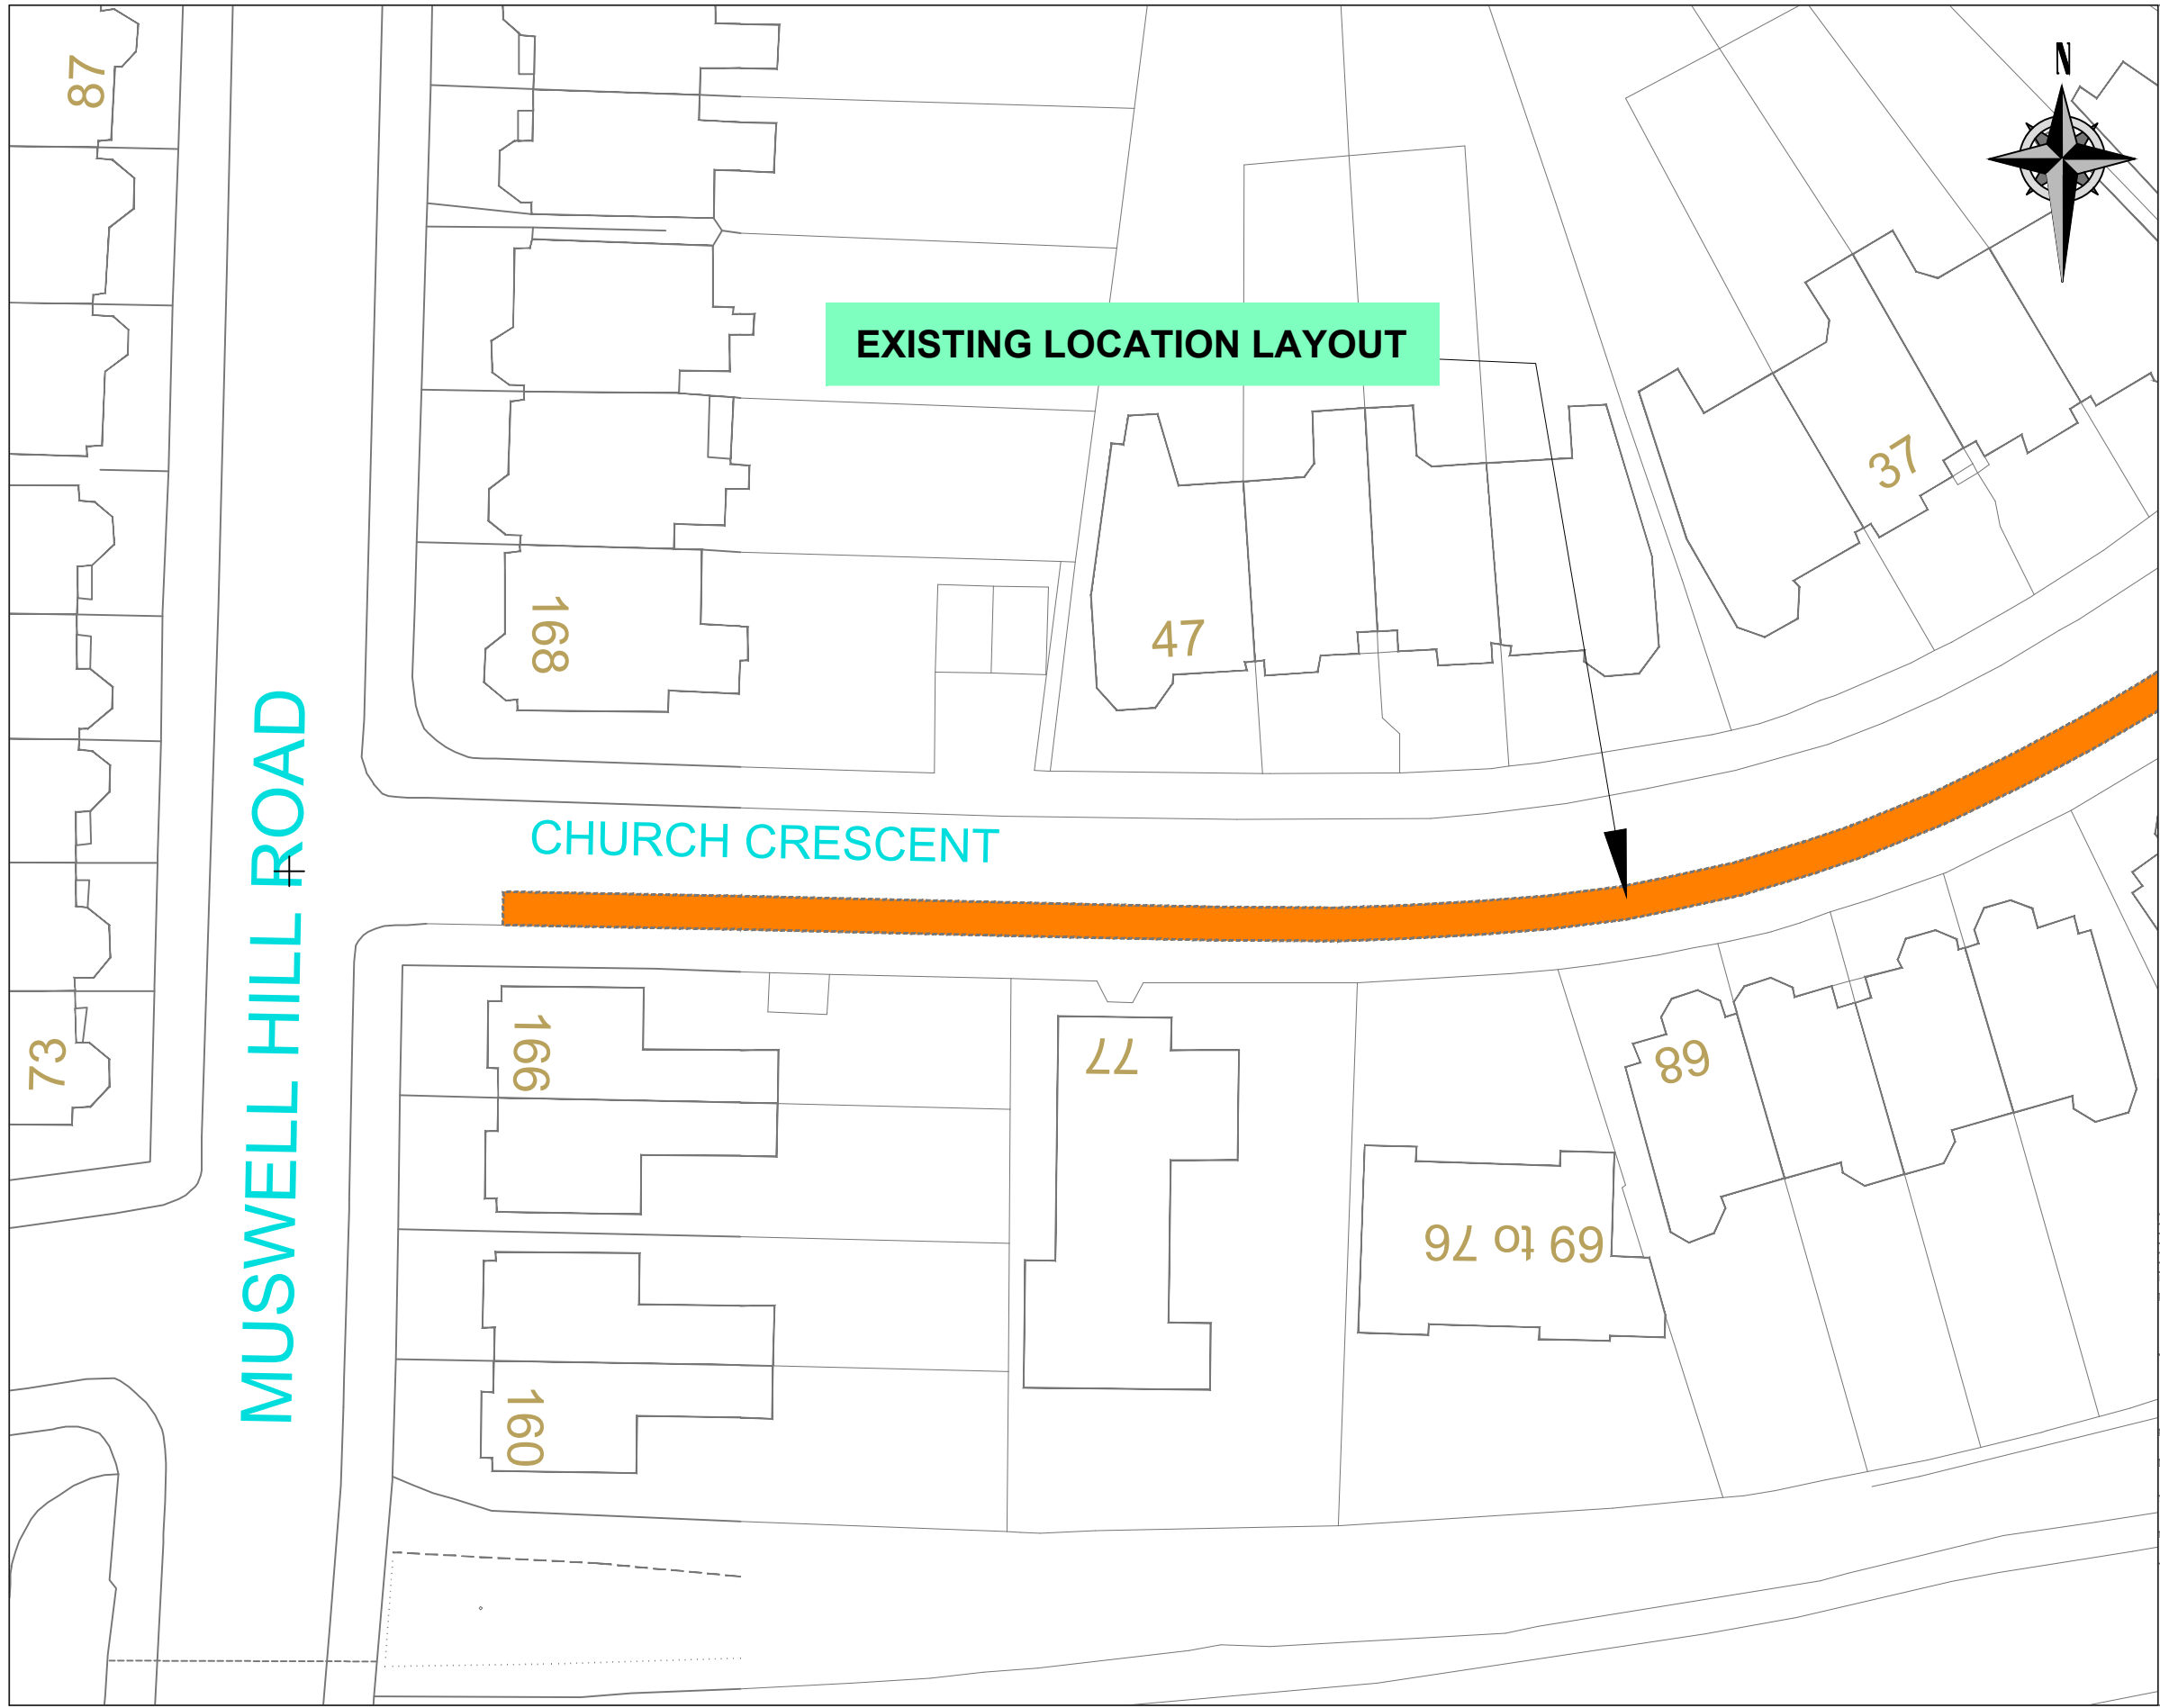 N
87
EXISTING LOCATION LAYOUT
37
168
47
CHURCH CRESCENT
MUSWELL HILL ROAD
73
166
77
68
69 to 76
160